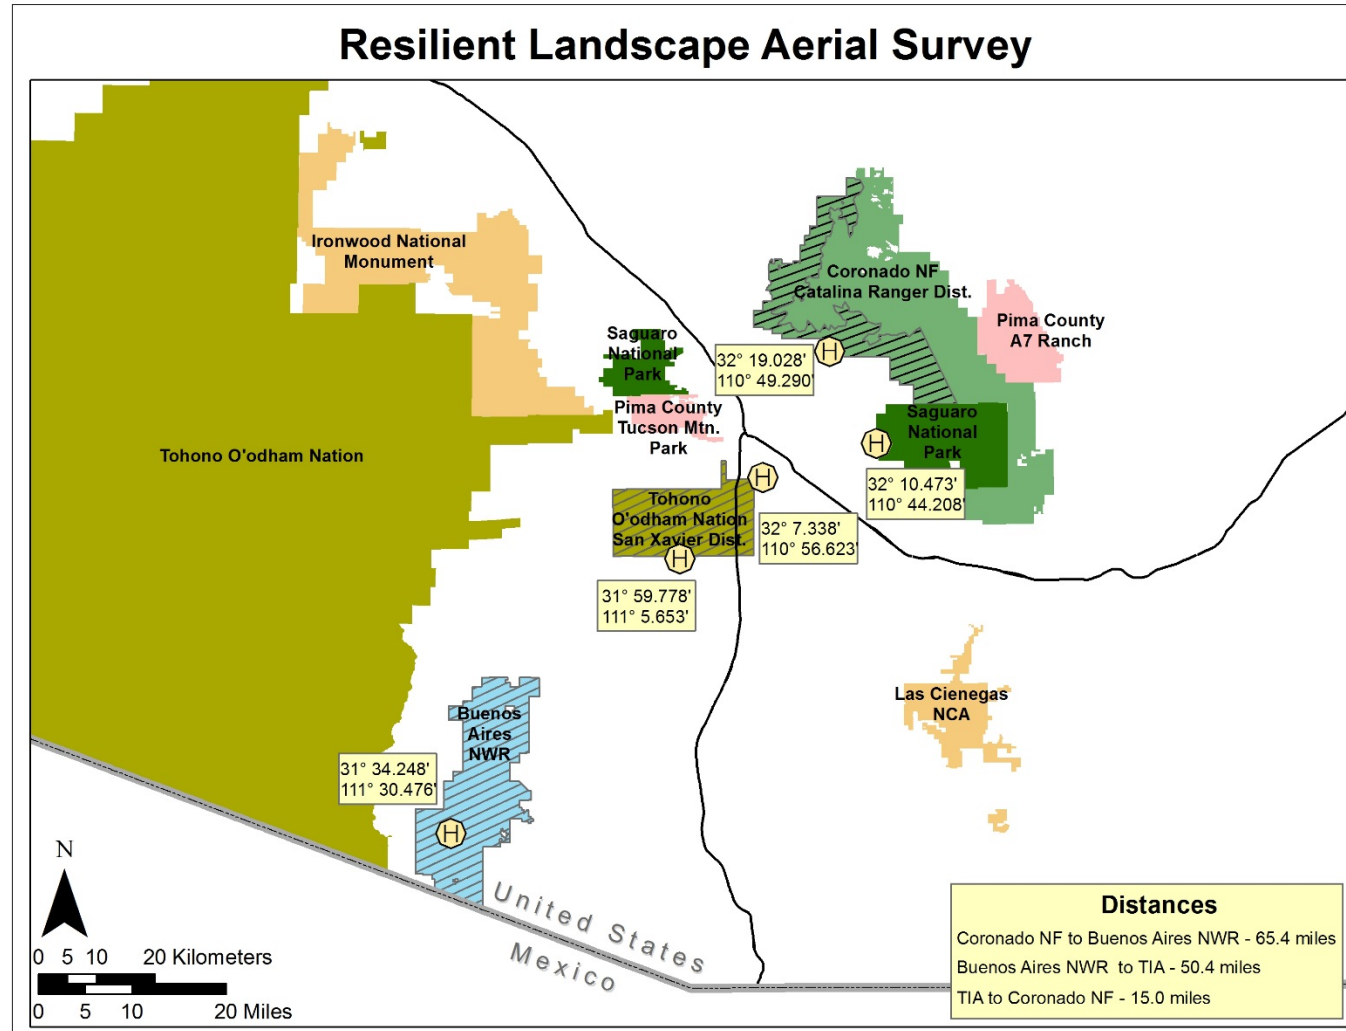 Resilient Landscape Aerial Survey
Ironwood National
Monument
Coronado NF
Catalina Ranger Dist.
Pima County
A7 Ranch
Saguaro
National
Park
32° 19.028'
110° 49.290'
H
Pima County
Tucson Mtn.
Park
Saguaro
National
Park
H
Tohono O'odham Nation
H
32° 10.473'
110° 44.208'
Tohono
O'odham Nation
San Xavier Dist.
32° 7.338'
110° 56.623'
H
31° 59.778'
111° 5.653'
Las Cienegas
NCA
Buenos
Aires
NWR
31° 34.248'
111° 30.476'
H
N
United States
Mexico
0 5 10 20 Kilometers
0 5 10 20 Miles
Distances
Coronado NF to Buenos Aires NWR - 65.4 miles
Buenos Aires NWR to TIA - 50.4 miles
TIA to Coronado NF - 15.0 miles